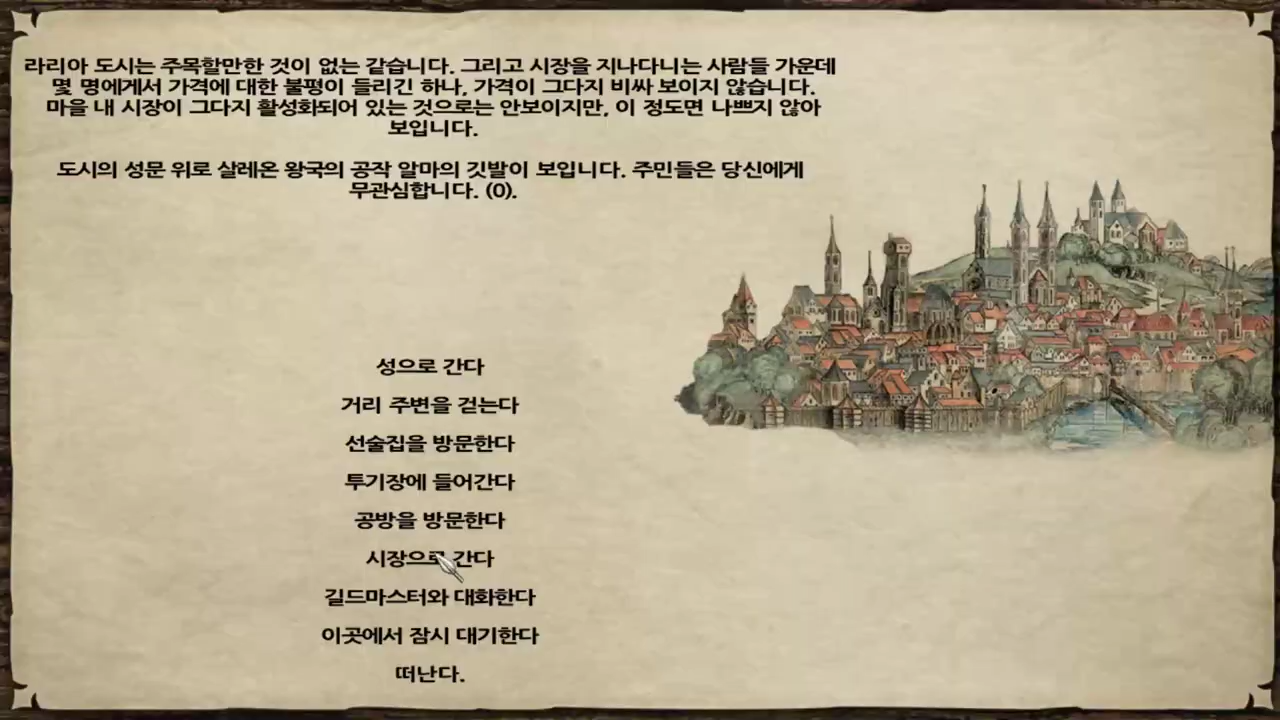 라리아 도시는 주목할만한 것이 없는 같습니다. 그리고 시장을 지나다니는 사람들 가운데
몇 명에게서 가격에 대한 불평이 들리긴 하나, 가격이 그다지 비싸 보이지 않습니다.
마을 내 시장이 그다지 활성화되어 있는 것으로는 안보이지만, 이 정도면 나쁘지 않아
보입니다.
도시의 성문 위로 살레온 왕국의 공작 알마의 깃발이 보입니다. 주민들은 당신에게
무관심합니다. (0).
성으로 간다
거리 주변을 걷는다
선술집을 방문한다
투기장에 들어간다
공방을 방문한다
시장으로 간다
길드마스터와 대화한다
이곳에서 잠시 대기한다
떠난다.